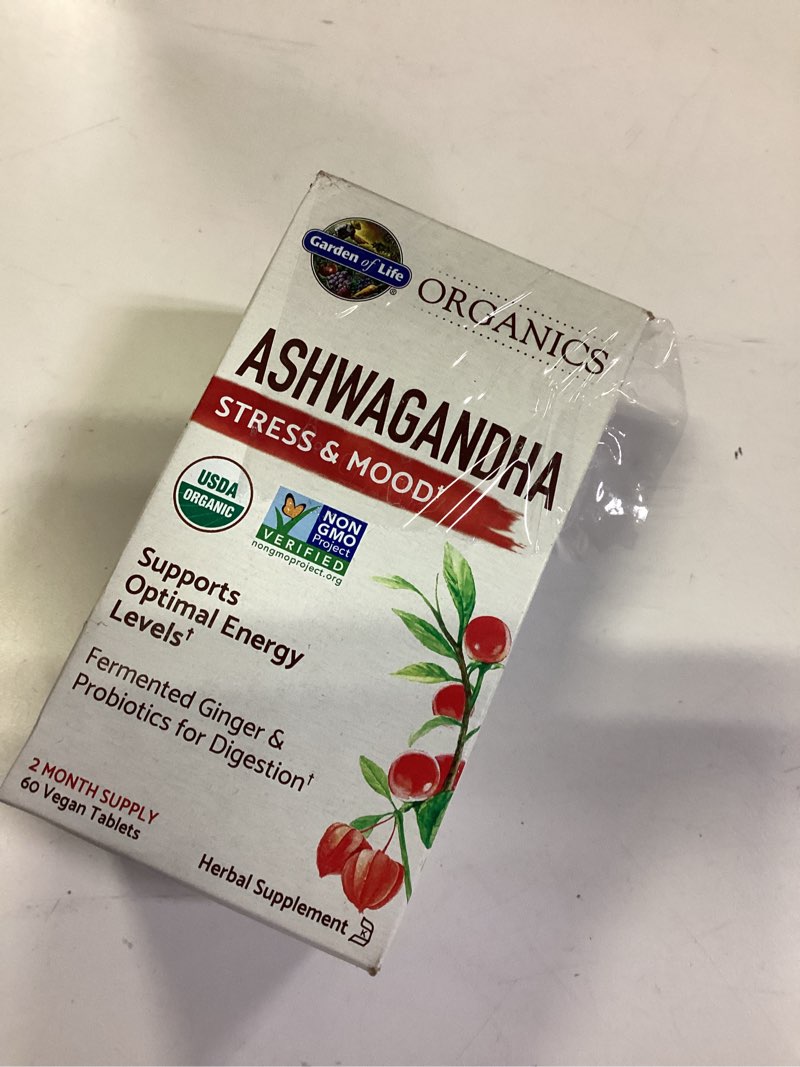 Garden of Life®
ORGANICS
ASHWAGANDHA
STRESS & MOOD†
USDA
ORGANIC
NON
GMO
Project
VERIFIED
nongmoproject.org
Supports
Optimal Energy
Levels†
Fermented Ginger &
Probiotics for Digestion†
2 MONTH SUPPLY
60 Vegan Tablets
Herbal Supplement
K